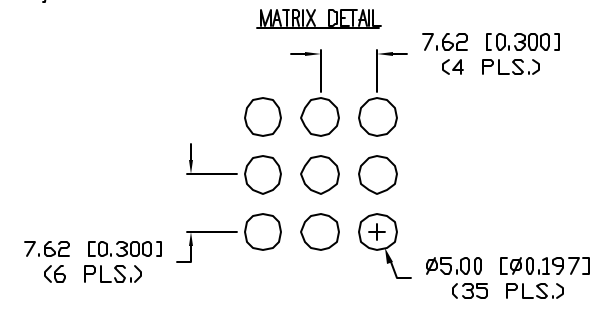 MATRIX DETAIL
7.62 [0.300]
(4 PLS.)
7.62 [0.300]
(6 PLS.)
Ø5.00 [Ø0.197]
(35 PLS.)